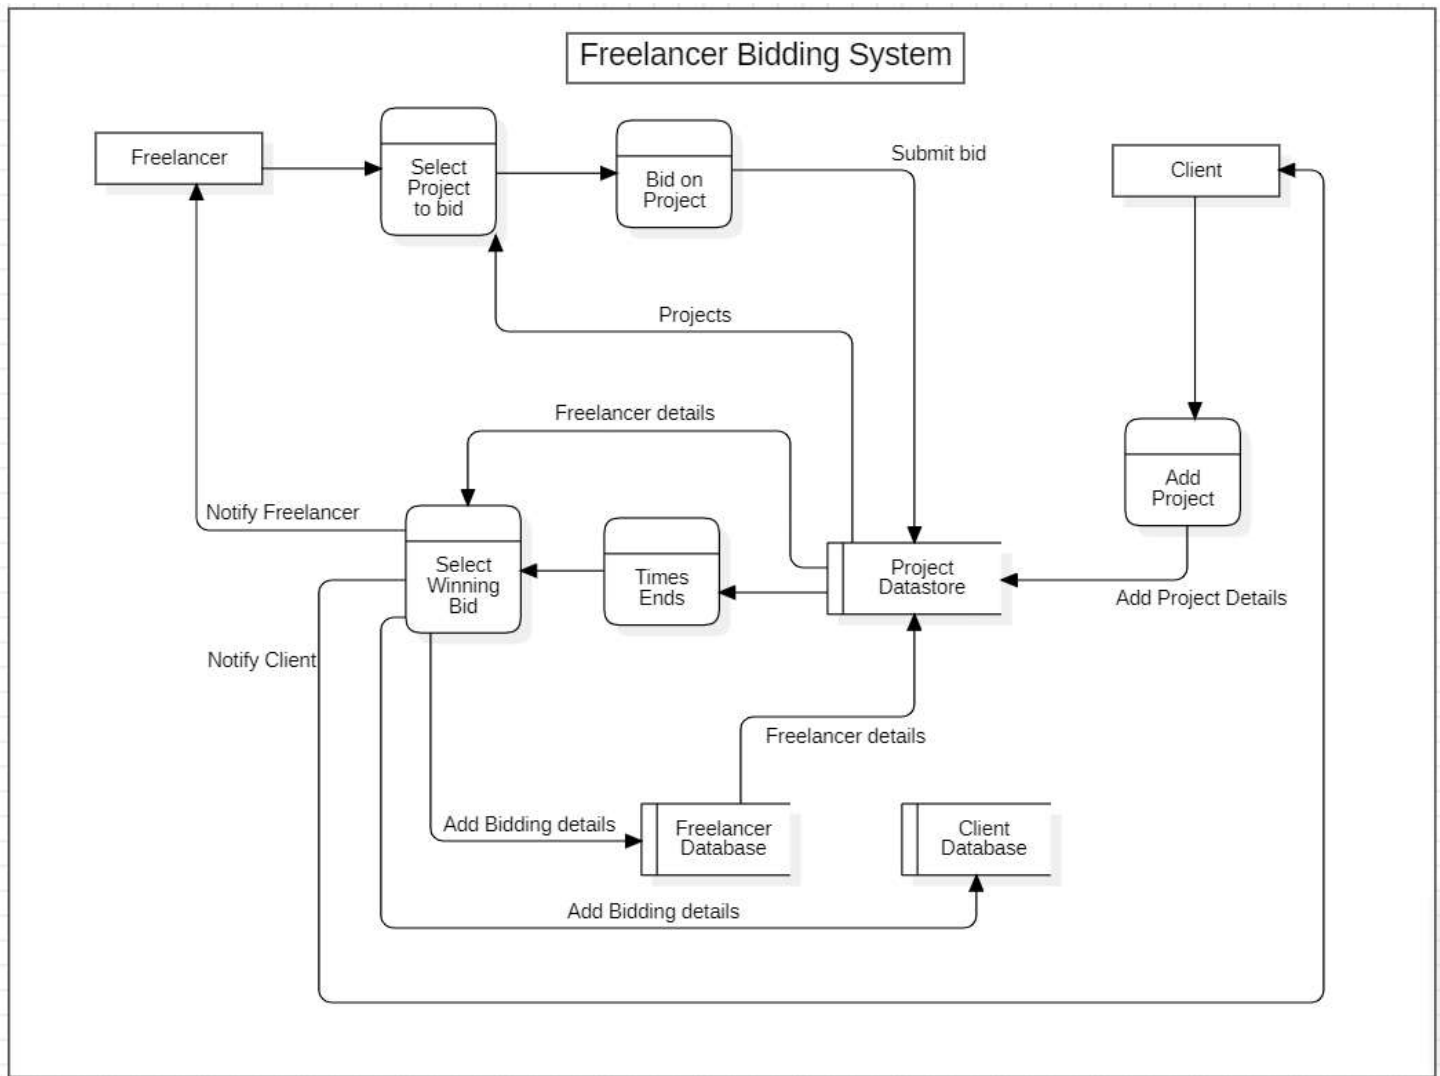 Freelancer Bidding System
Freelancer
Select
Project
to bid
Bid on
Project
Submit bid
Client
Projects
Freelancer details
Add
Project
Notify Freelancer
Select
Winning
Bid
Times
Ends
Project
Datastore
Add Project Details
Notify Client
Freelancer details
Add Bidding details
Freelancer
Database
Client
Database
Add Bidding details